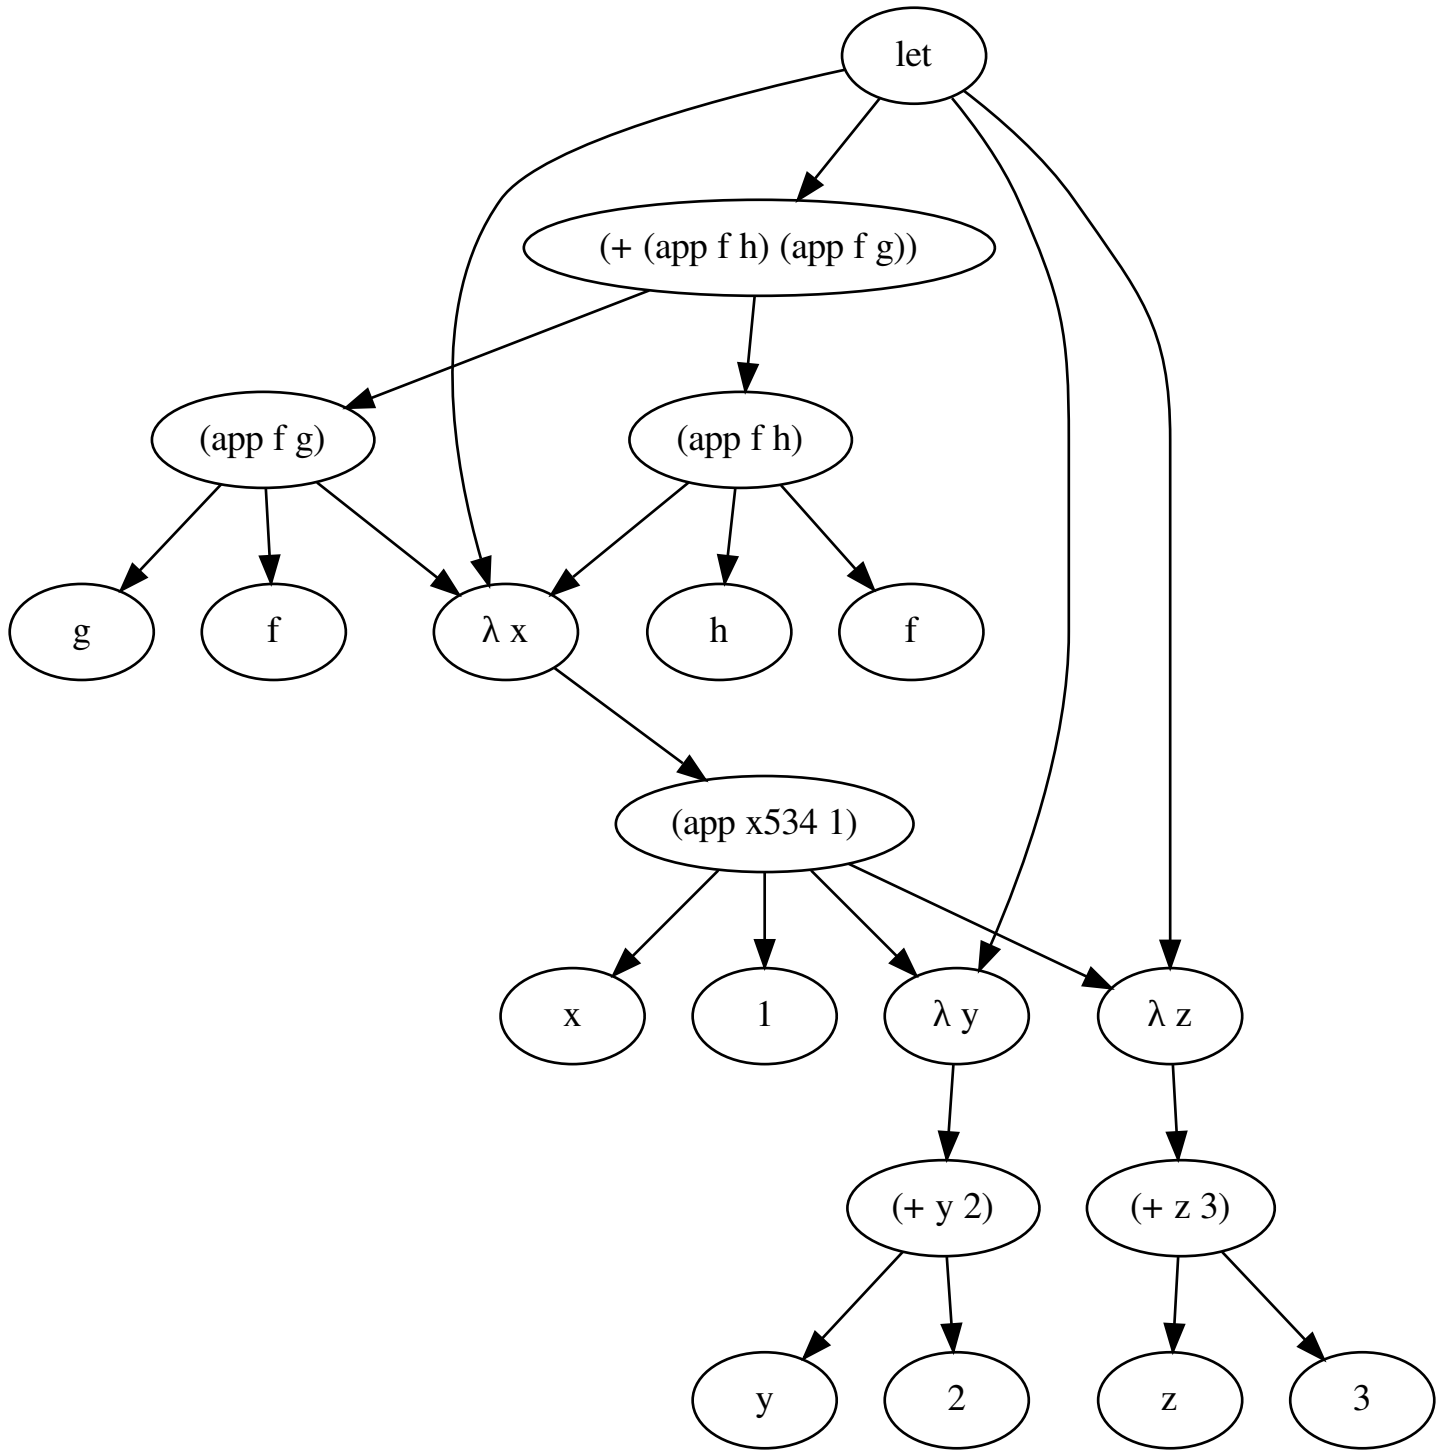 let
(+ (app f h) (app f g))
(app f g)
(app f h)
g
f
λ x
h
f
(app x534 1)
x
1
λ y
λ z
(+ y 2)
(+ z 3)
y
2
z
3